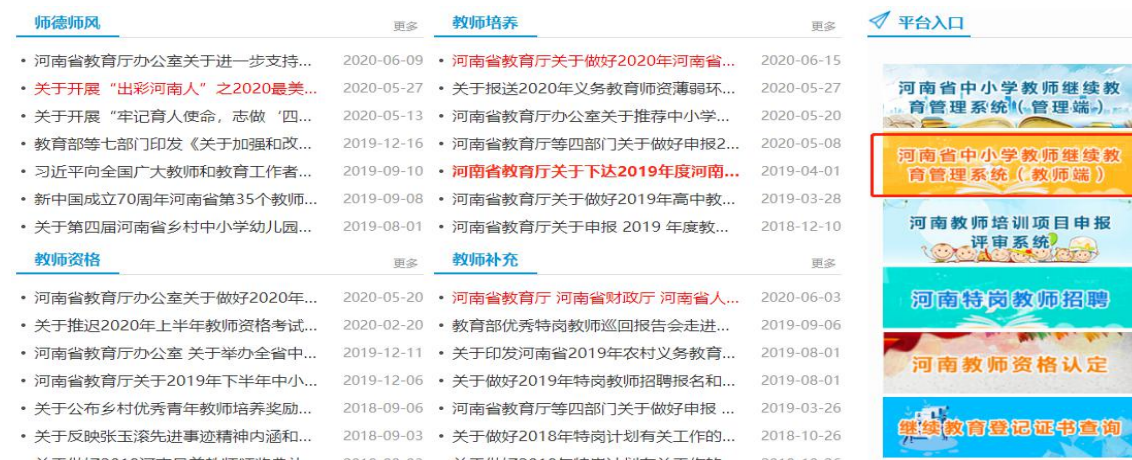 师德师风 更多
• 河南省教育厅办公室关于进一步支持... 2020-06-09
• 关于开展“出彩河南人”之2020最美... 2020-05-27
• 关于开展“牢记育人使命，志做‘四... 2020-05-13
• 教育部等七部门印发《关于加强和改... 2019-12-16
• 习近平向全国广大教师和教育工作者... 2019-09-10
• 新中国成立70周年河南省第35个教师... 2019-09-08
• 关于第四届河南省乡村中小学幼儿园... 2019-08-01
教师培养 更多
• 河南省教育厅关于做好2020年河南省... 2020-06-15
• 关于报送2020年义务教育师资薄弱环... 2020-05-27
• 河南省教育厅办公室关于推荐中小学... 2020-05-20
• 河南省教育厅等四部门关于做好申报2... 2020-05-08
• 河南省教育厅关于下达2019年度河南... 2019-04-01
• 河南省教育厅关于做好2019年高中教... 2019-03-28
• 河南省教育厅关于申报 2019 年度教... 2018-12-10
教师资格 更多
• 河南省教育厅办公室关于做好2020年... 2020-05-20
• 关于推迟2020年上半年教师资格考试... 2020-02-20
• 河南省教育厅办公室 关于举办全省中... 2019-12-11
• 河南省教育厅关于2019年下半年中小... 2019-12-06
• 关于公布乡村优秀青年教师培养奖励... 2018-09-06
• 关于反映张玉滚先进事迹精神内涵和... 2018-09-03
教师补充 更多
• 河南省教育厅 河南省财政厅 河南省人... 2020-06-03
• 教育部优秀特岗教师巡回报告会走进... 2019-09-06
• 关于印发河南省2019年农村义务教育... 2019-08-01
• 关于做好2019年特岗教师招聘报名和... 2019-08-01
• 河南省教育厅等四部门关于做好申报 ... 2019-03-26
• 关于做好2018年特岗计划有关工作的... 2018-10-26
平台入口
河南省中小学教师继续教
育管理系统（管理端）
河南省中小学教师继续教
育管理系统（教师端）
河南教师培训项目申报
评审系统
河南特岗教师招聘
河南教师资格认定
继续教育登记证书查询